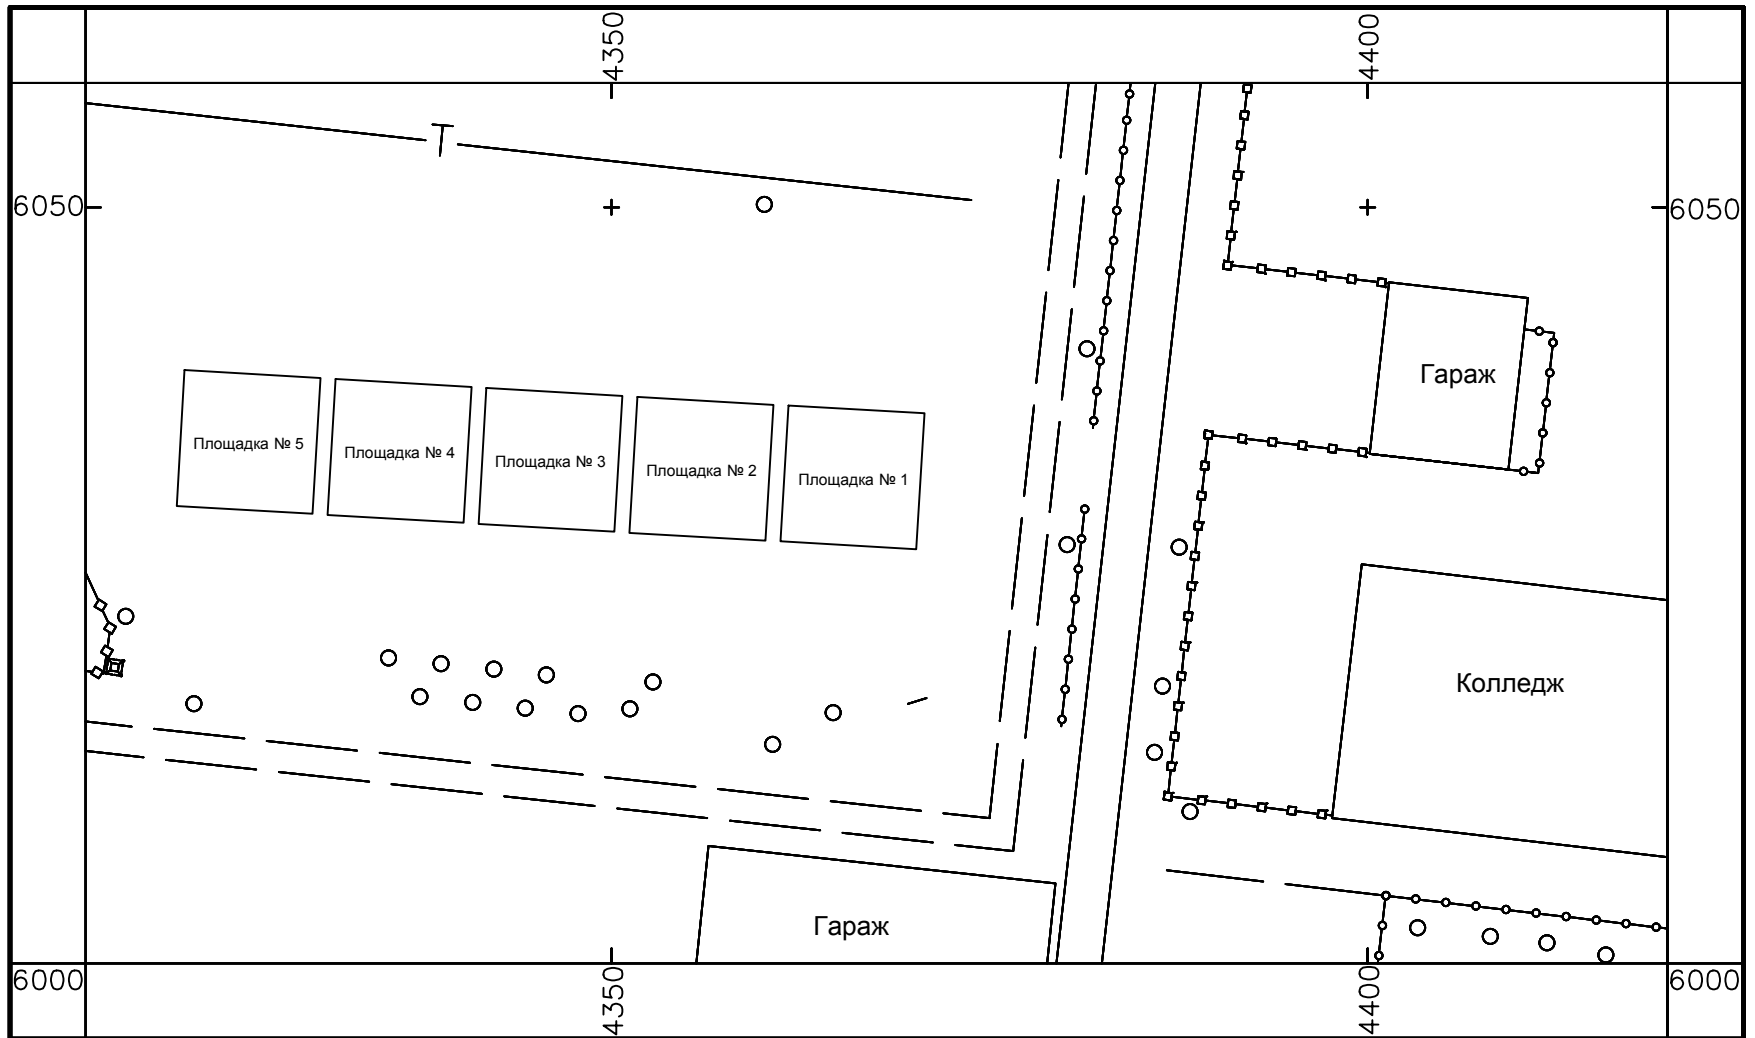 4350
4400
6050
6050
Гараж
Площадка № 5
Площадка № 4
Площадка № 3
Площадка № 2
Площадка № 1
Колледж
Гараж
6000
4350
4400
6000